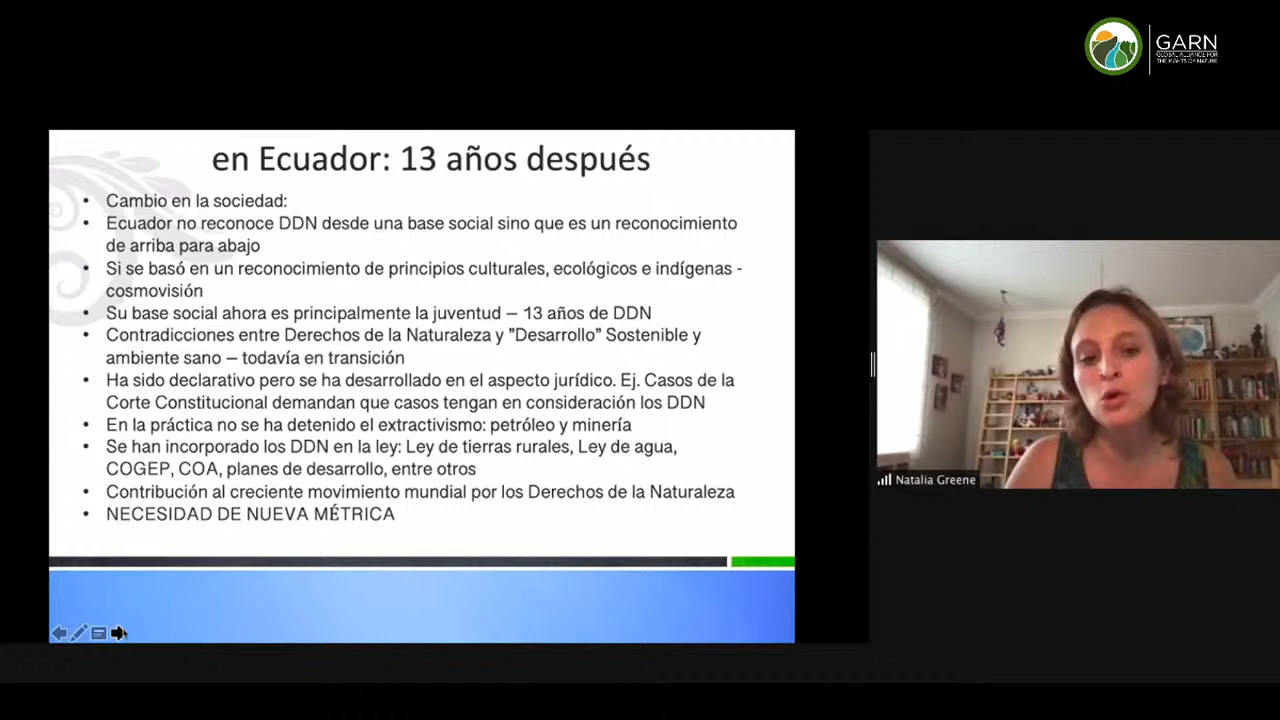 GARN
GLOBAL ALLIANCE FOR
THE RIGHTS OF NATURE
en Ecuador: 13 años después
• Cambio en la sociedad:
• Ecuador no reconoce DDN desde una base social sino que es un reconocimiento
de arriba para abajo
• Si se basó en un reconocimiento de principios culturales, ecológicos e indígenas -
cosmovisión
• Su base social ahora es principalmente la juventud – 13 años de DDN
• Contradicciones entre Derechos de la Naturaleza y "Desarrollo" Sostenible y
ambiente sano – todavía en transición
• Ha sido declarativo pero se ha desarrollado en el aspecto jurídico. Ej. Casos de la
Corte Constitucional demandan que casos tengan en consideración los DDN
• En la práctica no se ha detenido el extractivismo: petróleo y minería
• Se han incorporado los DDN en la ley: Ley de tierras rurales, Ley de agua,
COGEP, COA, planes de desarrollo, entre otros
• Contribución al creciente movimiento mundial por los Derechos de la Naturaleza
• NECESIDAD DE NUEVA MÉTRICA
Natalia Greene